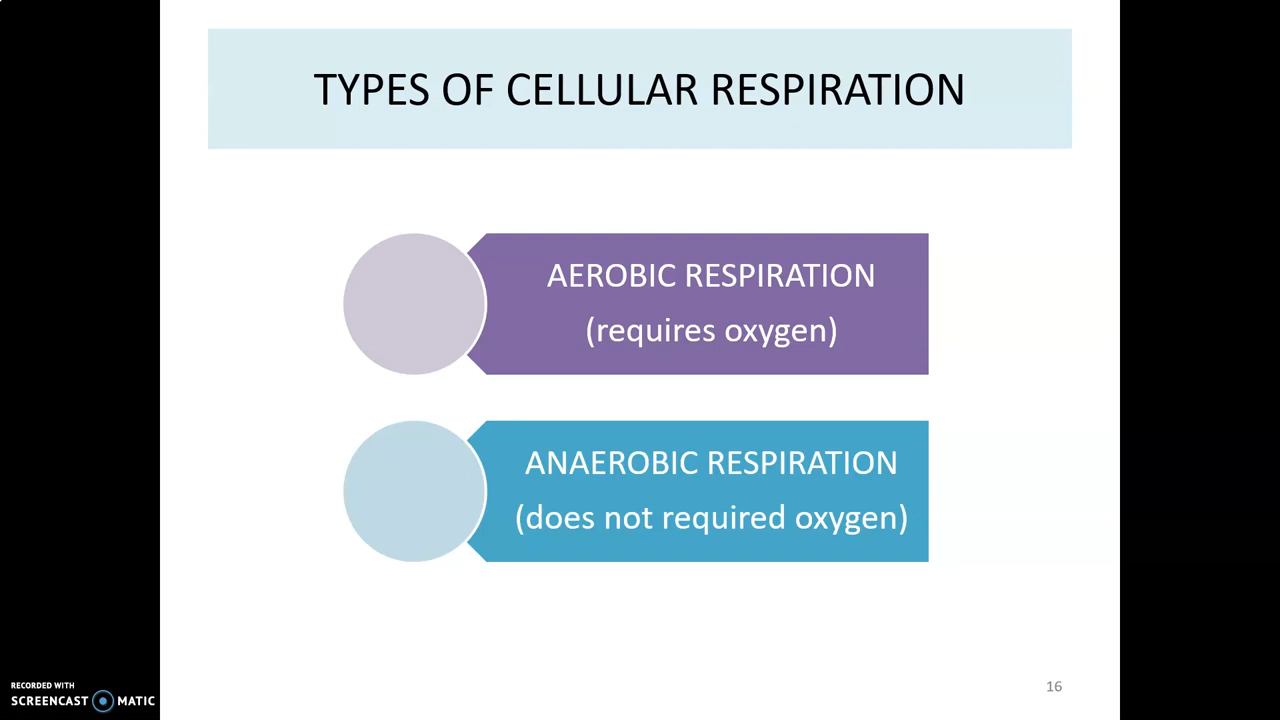 TYPES OF CELLULAR RESPIRATION
AEROBIC RESPIRATION
(requires oxygen)
ANAEROBIC RESPIRATION
(does not required oxygen)
16
RECORDED WITH
SCREENCAST MATIC